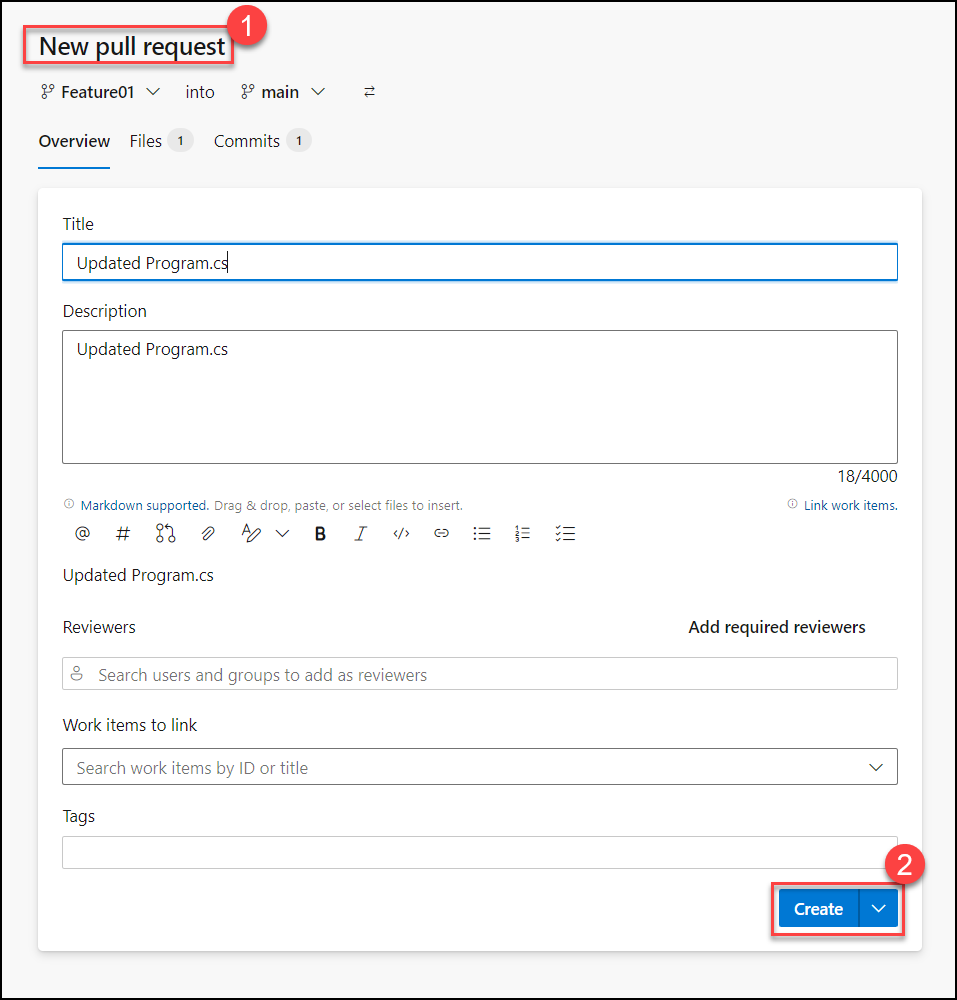 1
New pull request
Feature01 into main
Overview Files 1 Commits 1
Title
Updated Program.cs
Description
Updated Program.cs
18/4000
Markdown supported. Drag & drop, paste, or select files to insert. Link work items.
@ # B I </>
Updated Program.cs
Reviewers Add required reviewers
Search users and groups to add as reviewers
Work items to link
Search work items by ID or title
Tags
2
Create